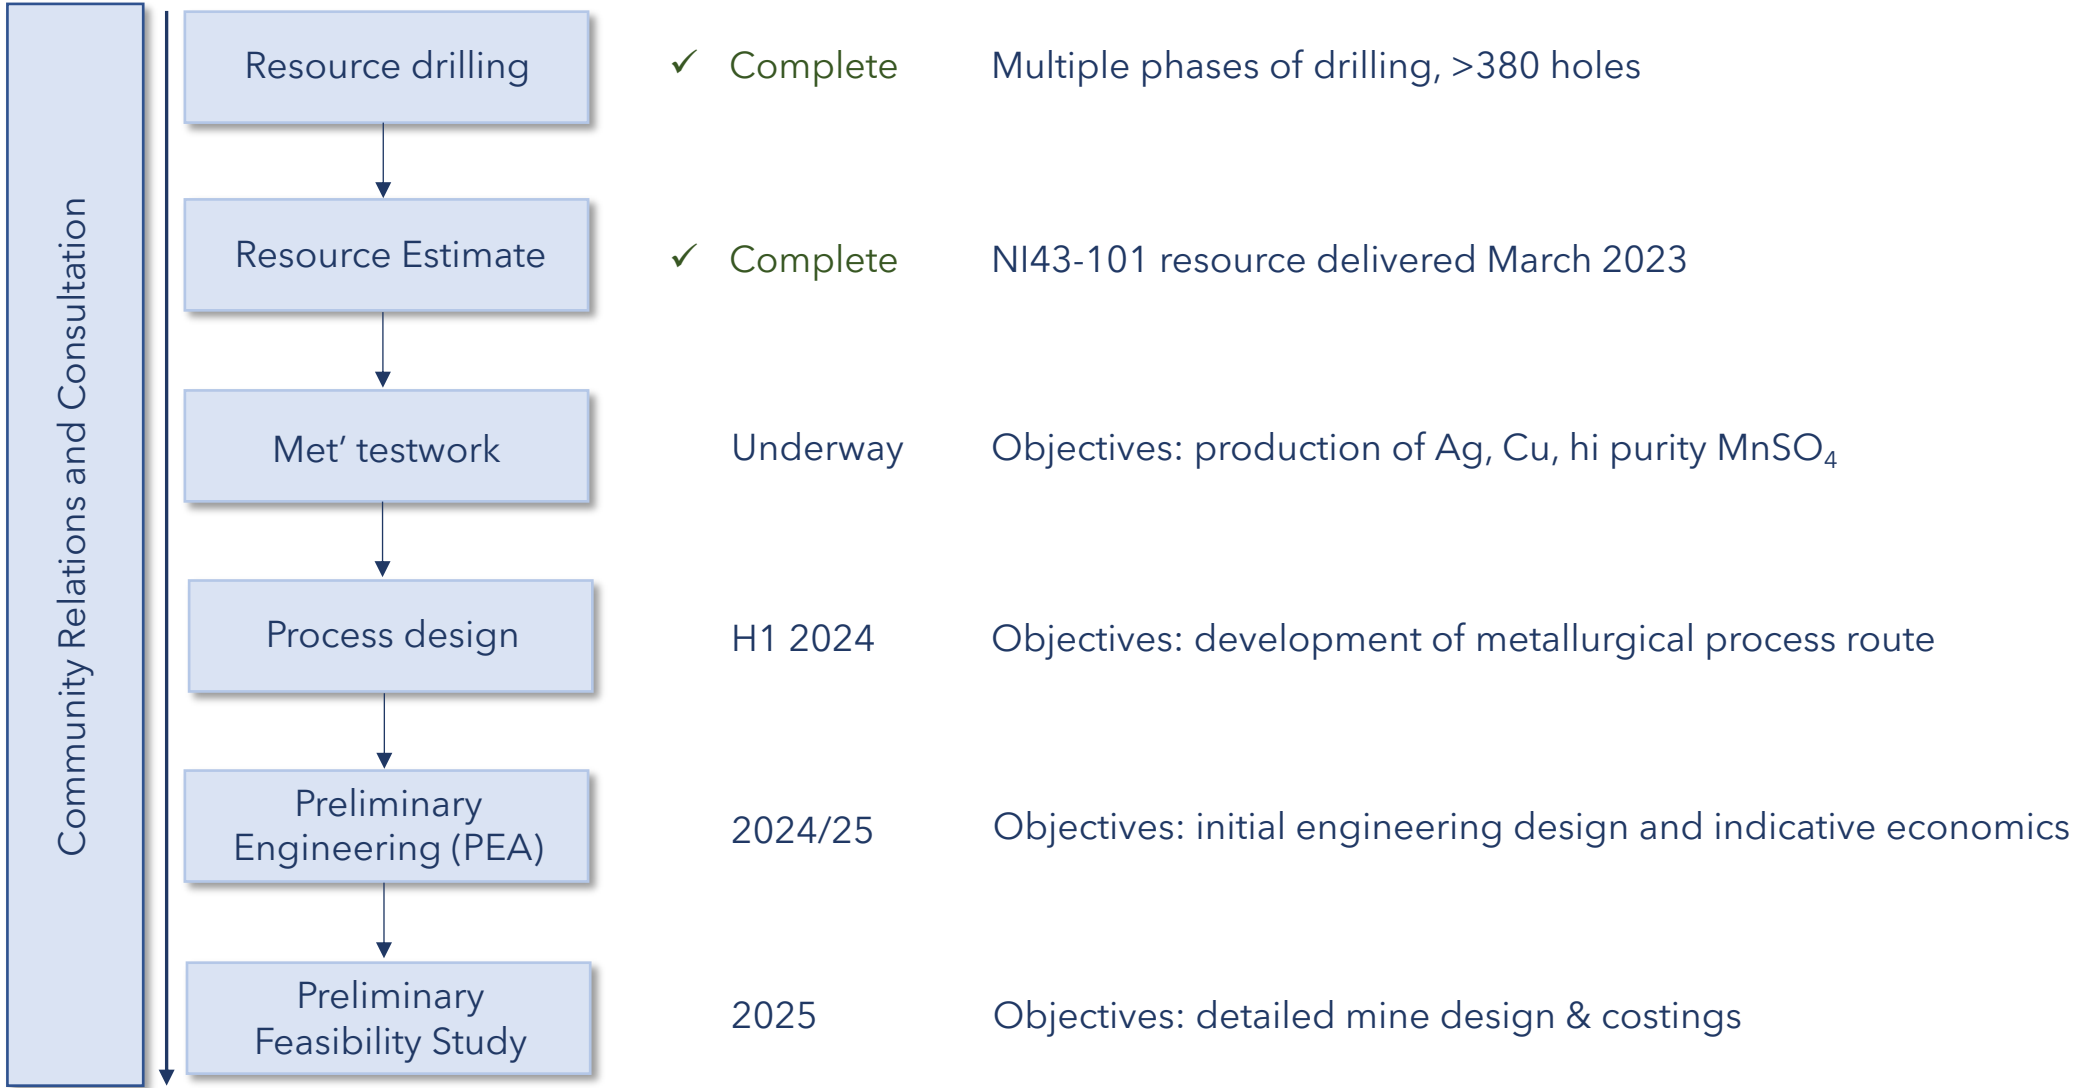 Community Relations and Consultation
Resource drilling
✓ Complete
Multiple phases of drilling, >380 holes
Resource Estimate
✓ Complete
NI43-101 resource delivered March 2023
Met’ testwork
Underway
Objectives: production of Ag, Cu, hi purity MnSO₄
Process design
H1 2024
Objectives: development of metallurgical process route
Preliminary
Engineering (PEA)
2024/25
Objectives: initial engineering design and indicative economics
Preliminary
Feasibility Study
2025
Objectives: detailed mine design & costings